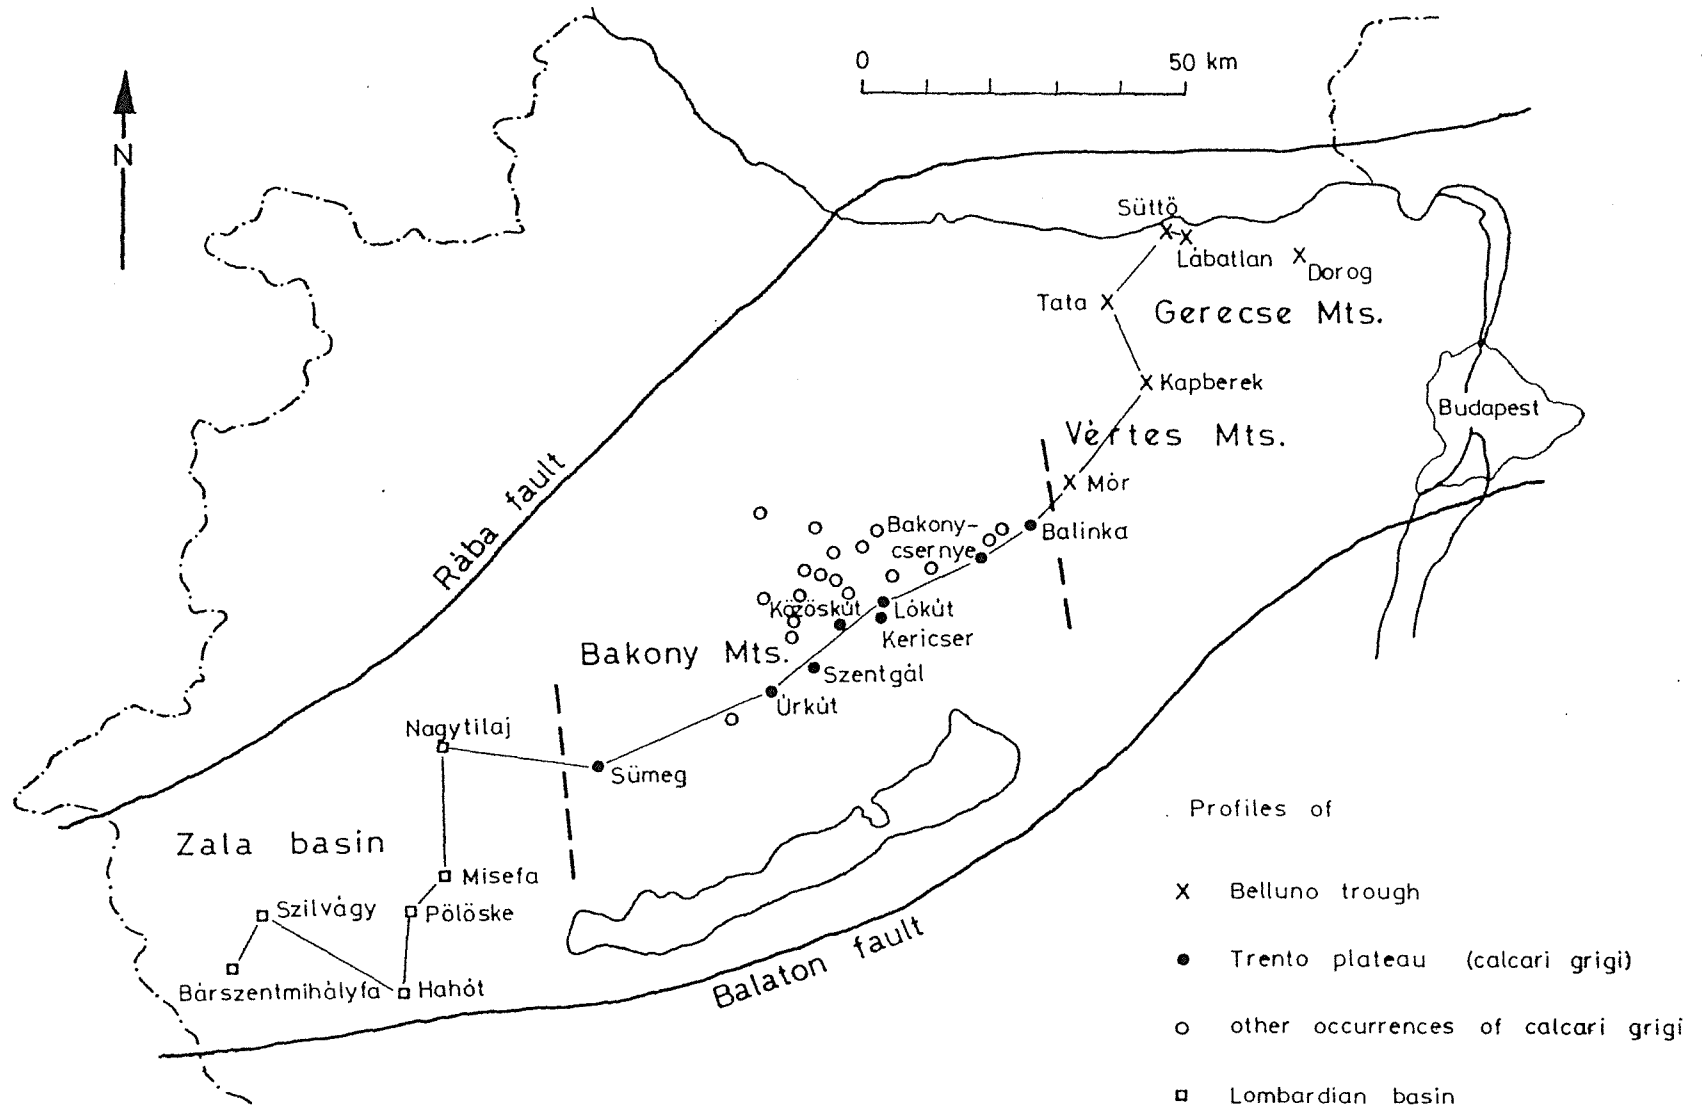 0 50 km
N
Süttö
Lábatlan
Dorog
Tata
Gerecse Mts.
Kapberek
Budapest
Vértes Mts.
Rába fault
Mór
Bakony-
csernye
Balinka
Közöskút
Lókút
Kericser
Bakony Mts.
Szentgál
Úrkút
Nagytilaj
Sümeg
Zala basin
Misefa
Szilvágy
Pölöske
Bárszentmihályfa
Hahót
Balaton fault
Profiles of
X Belluno trough
● Trento plateau (calcari grigi)
○ other occurrences of calcari grigi
□ Lombardian basin